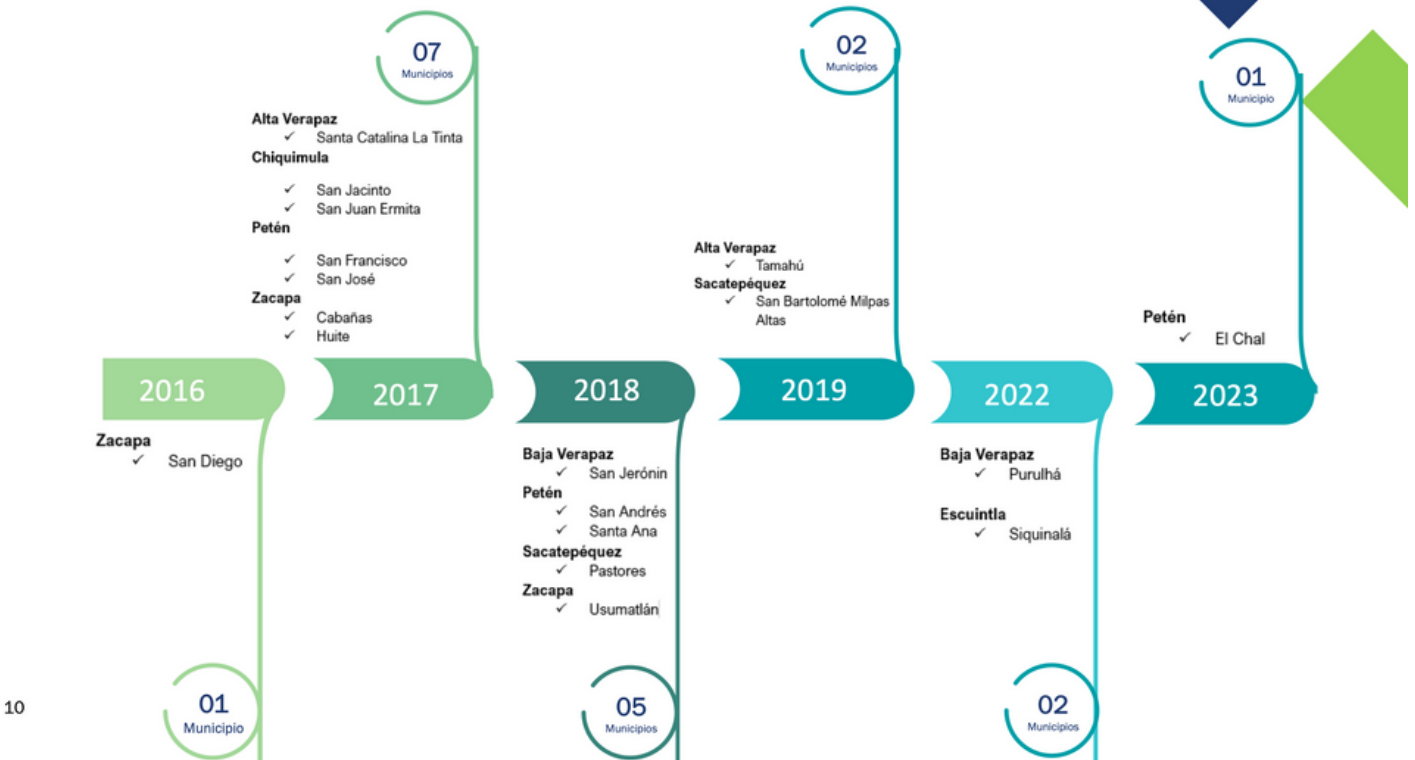 07
Municipios
Alta Verapaz
✓ Santa Catalina La Tinta
Chiquimula
✓ San Jacinto
✓ San Juan Ermita
Petén
✓ San Francisco
✓ San José
Zacapa
✓ Cabañas
✓ Huite
02
Municipios
Alta Verapaz
✓ Tamahú
Sacatepéquez
✓ San Bartolomé Milpas
Altas
01
Municipio
Petén
✓ El Chal
2016
2017
2018
2019
2022
2023
Zacapa
✓ San Diego
01
Municipio
Baja Verapaz
✓ San Jerónin
Petén
✓ San Andrés
✓ Santa Ana
Sacatepéquez
✓ Pastores
Zacapa
✓ Usumatlán
05
Municipios
Baja Verapaz
✓ Purulhá
Escuintla
✓ Siquinalá
02
Municipios
10